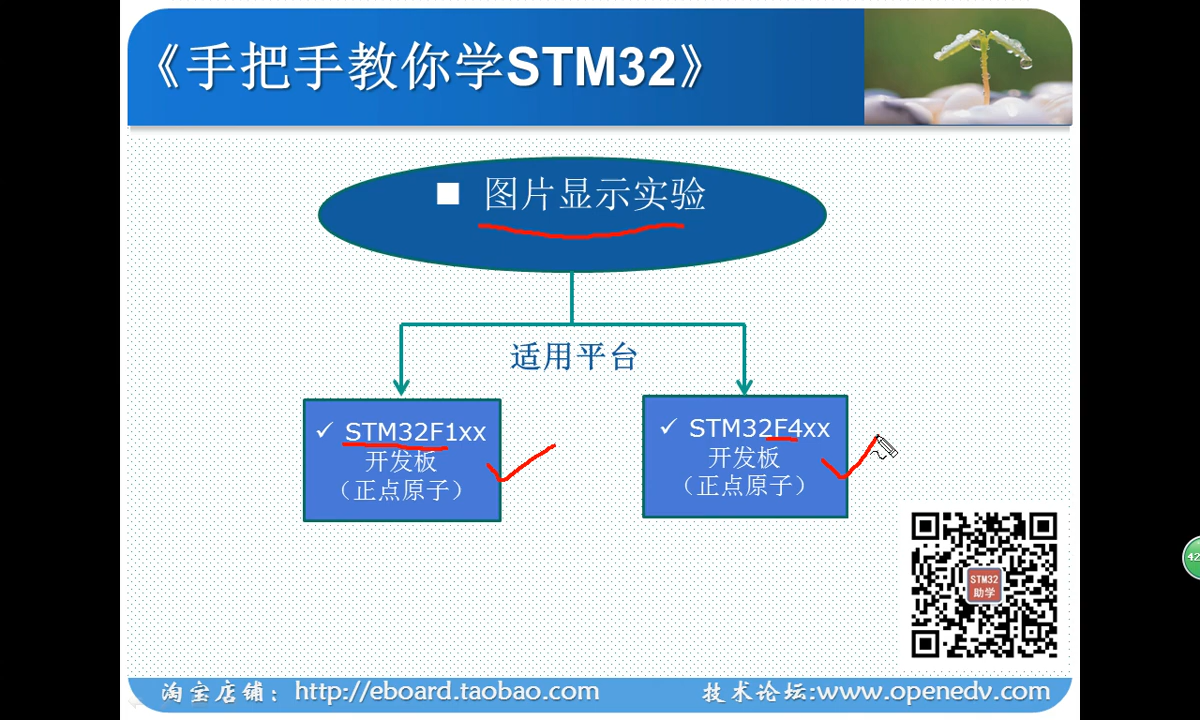 《手把手教你学STM32》
■ 图片显示实验
适用平台
✓ STM32F1xx
开发板
（正点原子）
✓ STM32F4xx
开发板
（正点原子）
STM32
助学
42
淘宝店铺：http://eboard.taobao.com
技术论坛:www.openedv.com